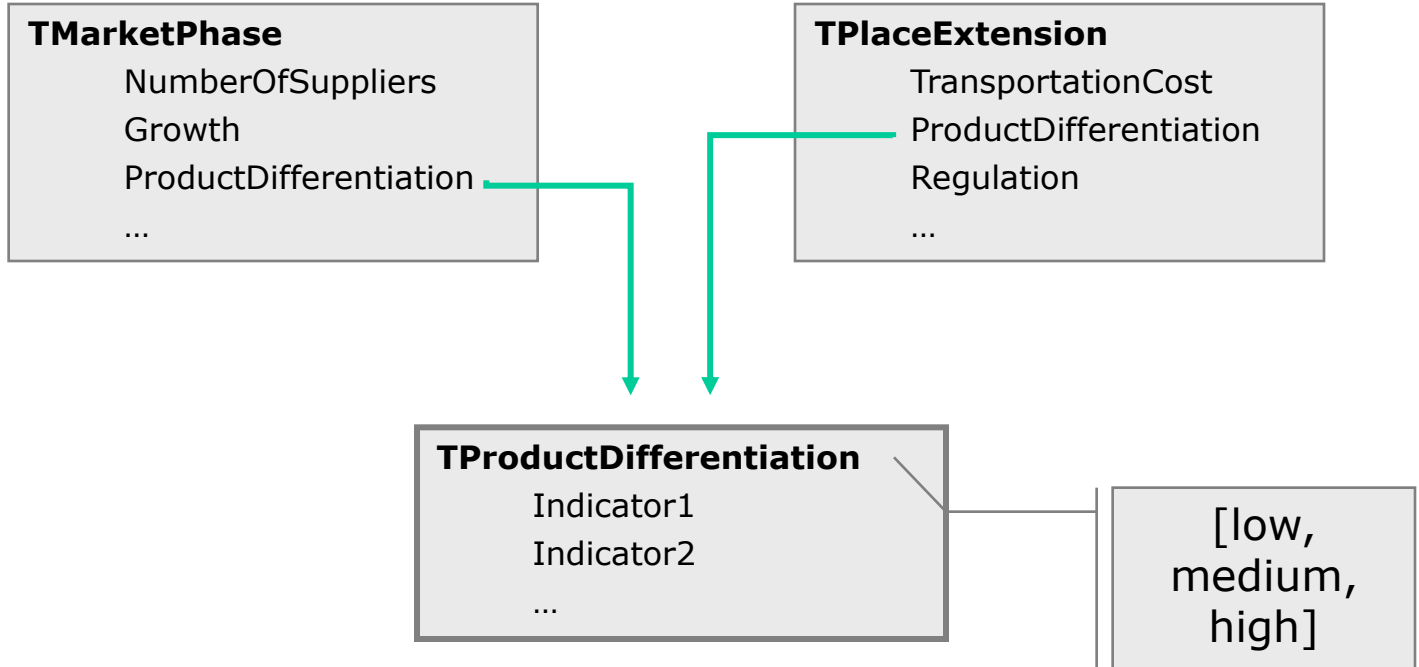 TMarketPhase
NumberOfSuppliers
Growth
ProductDifferentiation
…
TPlaceExtension
TransportationCost
ProductDifferentiation
Regulation
…
TProductDifferentiation
Indicator1
Indicator2
…
[low,
medium,
high]